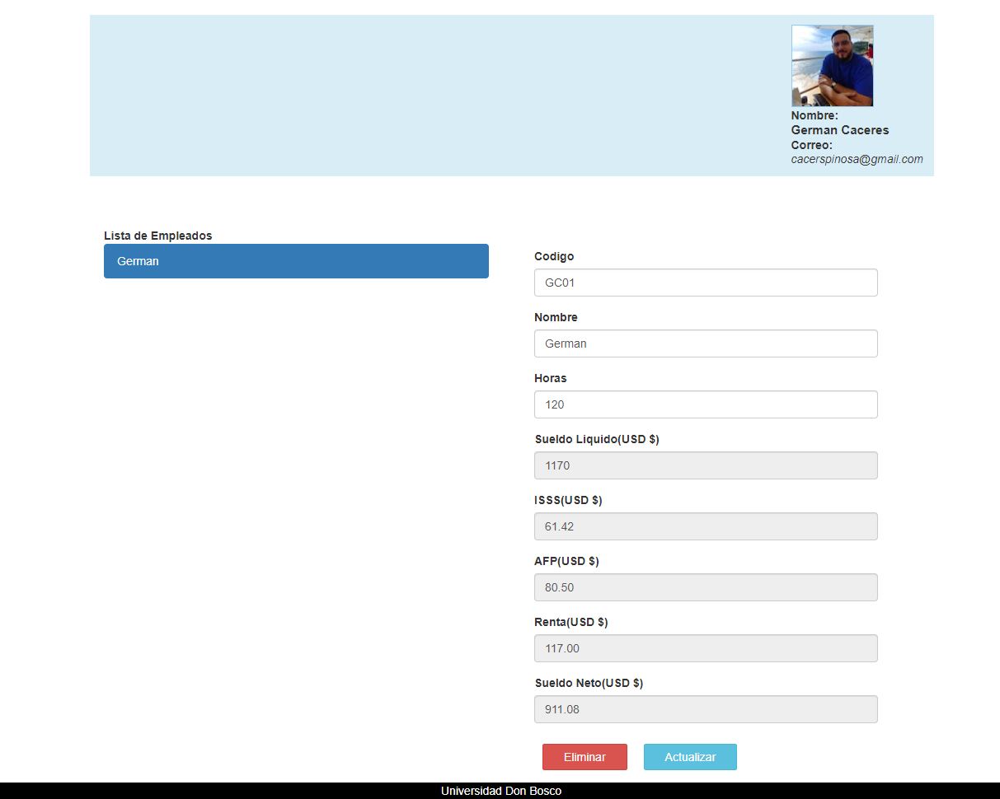 Nombre:
German Caceres
Correo:
cacerspinosa@gmail.com
Lista de Empleados
German
Codigo
GC01
Nombre
German
Horas
120
Sueldo Liquido(USD $)
1170
ISSS(USD $)
61.42
AFP(USD $)
80.50
Renta(USD $)
117.00
Sueldo Neto(USD $)
911.08
Eliminar
Actualizar
Universidad Don Bosco